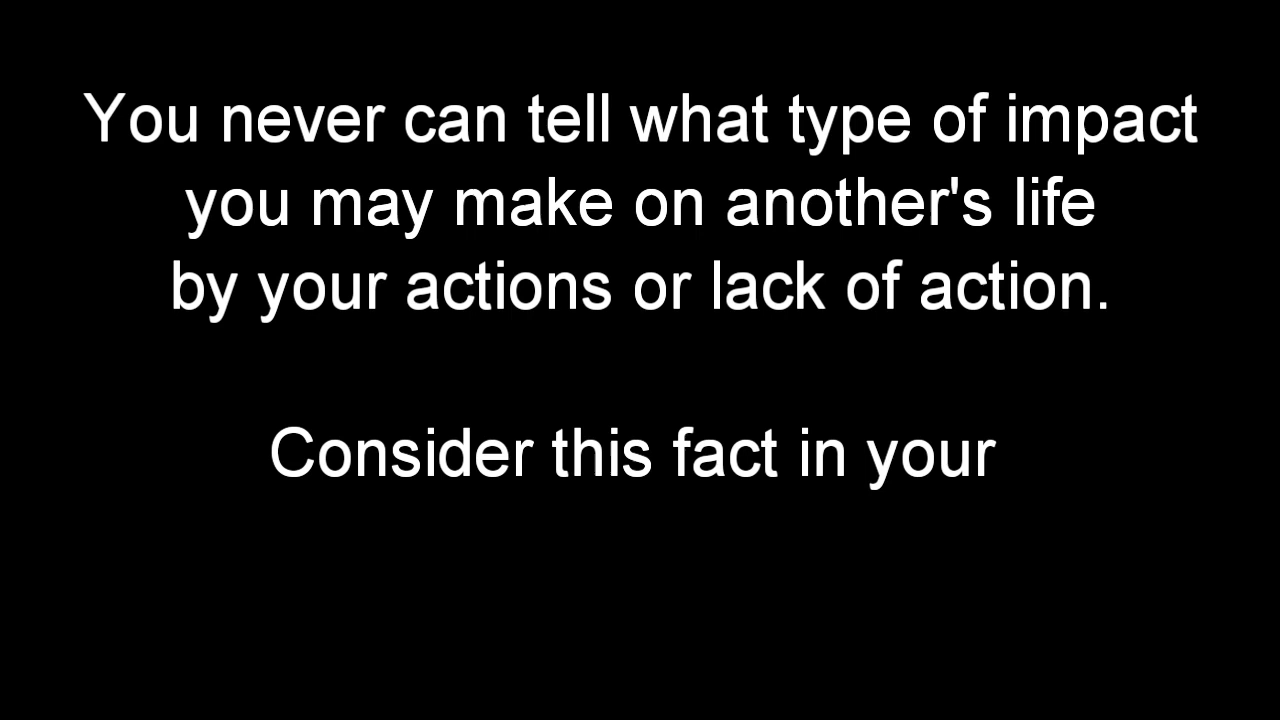 You never can tell what type of impact
you may make on another's life
by your actions or lack of action.
Consider this fact in your